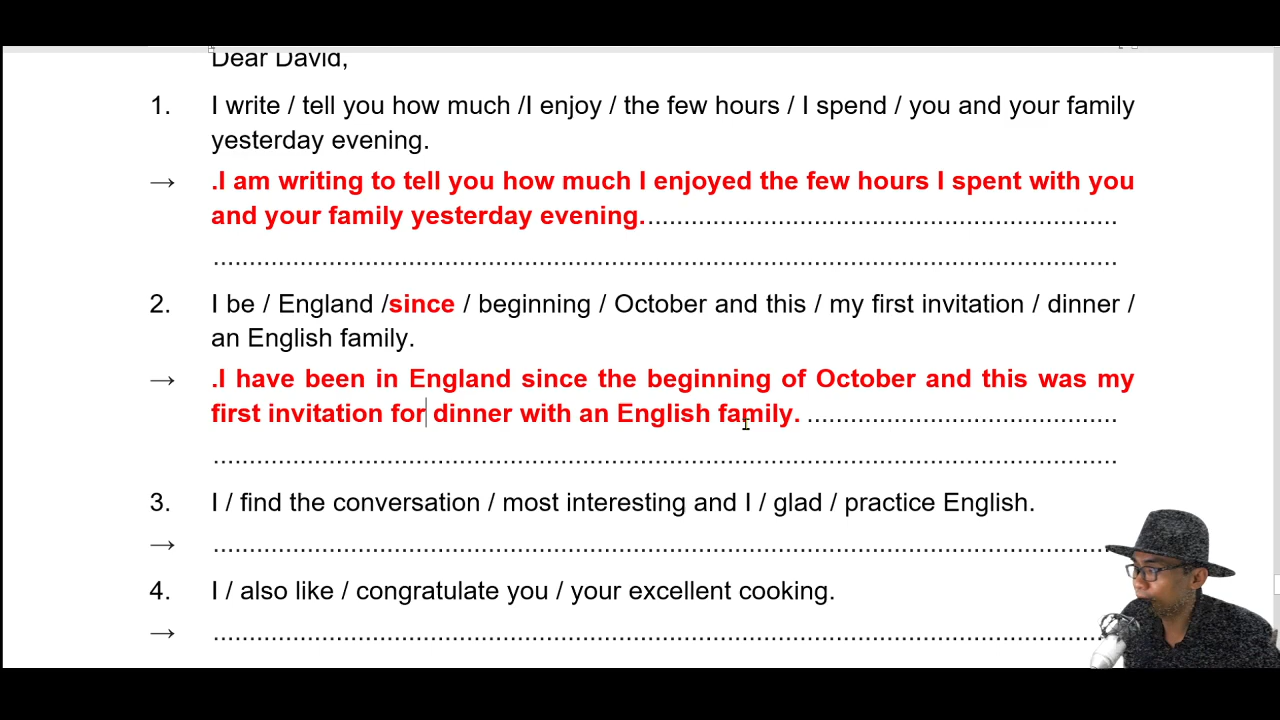 Dear David,
1. I write / tell you how much /I enjoy / the few hours / I spend / you and your family
yesterday evening.
→ .I am writing to tell you how much I enjoyed the few hours I spent with you
and your family yesterday evening...............................................................
..............................................................................................................................
2. I be / England /since / beginning / October and this / my first invitation / dinner /
an English family.
→ .I have been in England since the beginning of October and this was my
first invitation for dinner with an English family. ...........................................
..............................................................................................................................
3. I / find the conversation / most interesting and I / glad / practice English.
→ ..............................................................................................................................
4. I / also like / congratulate you / your excellent cooking.
→ ..............................................................................................................................